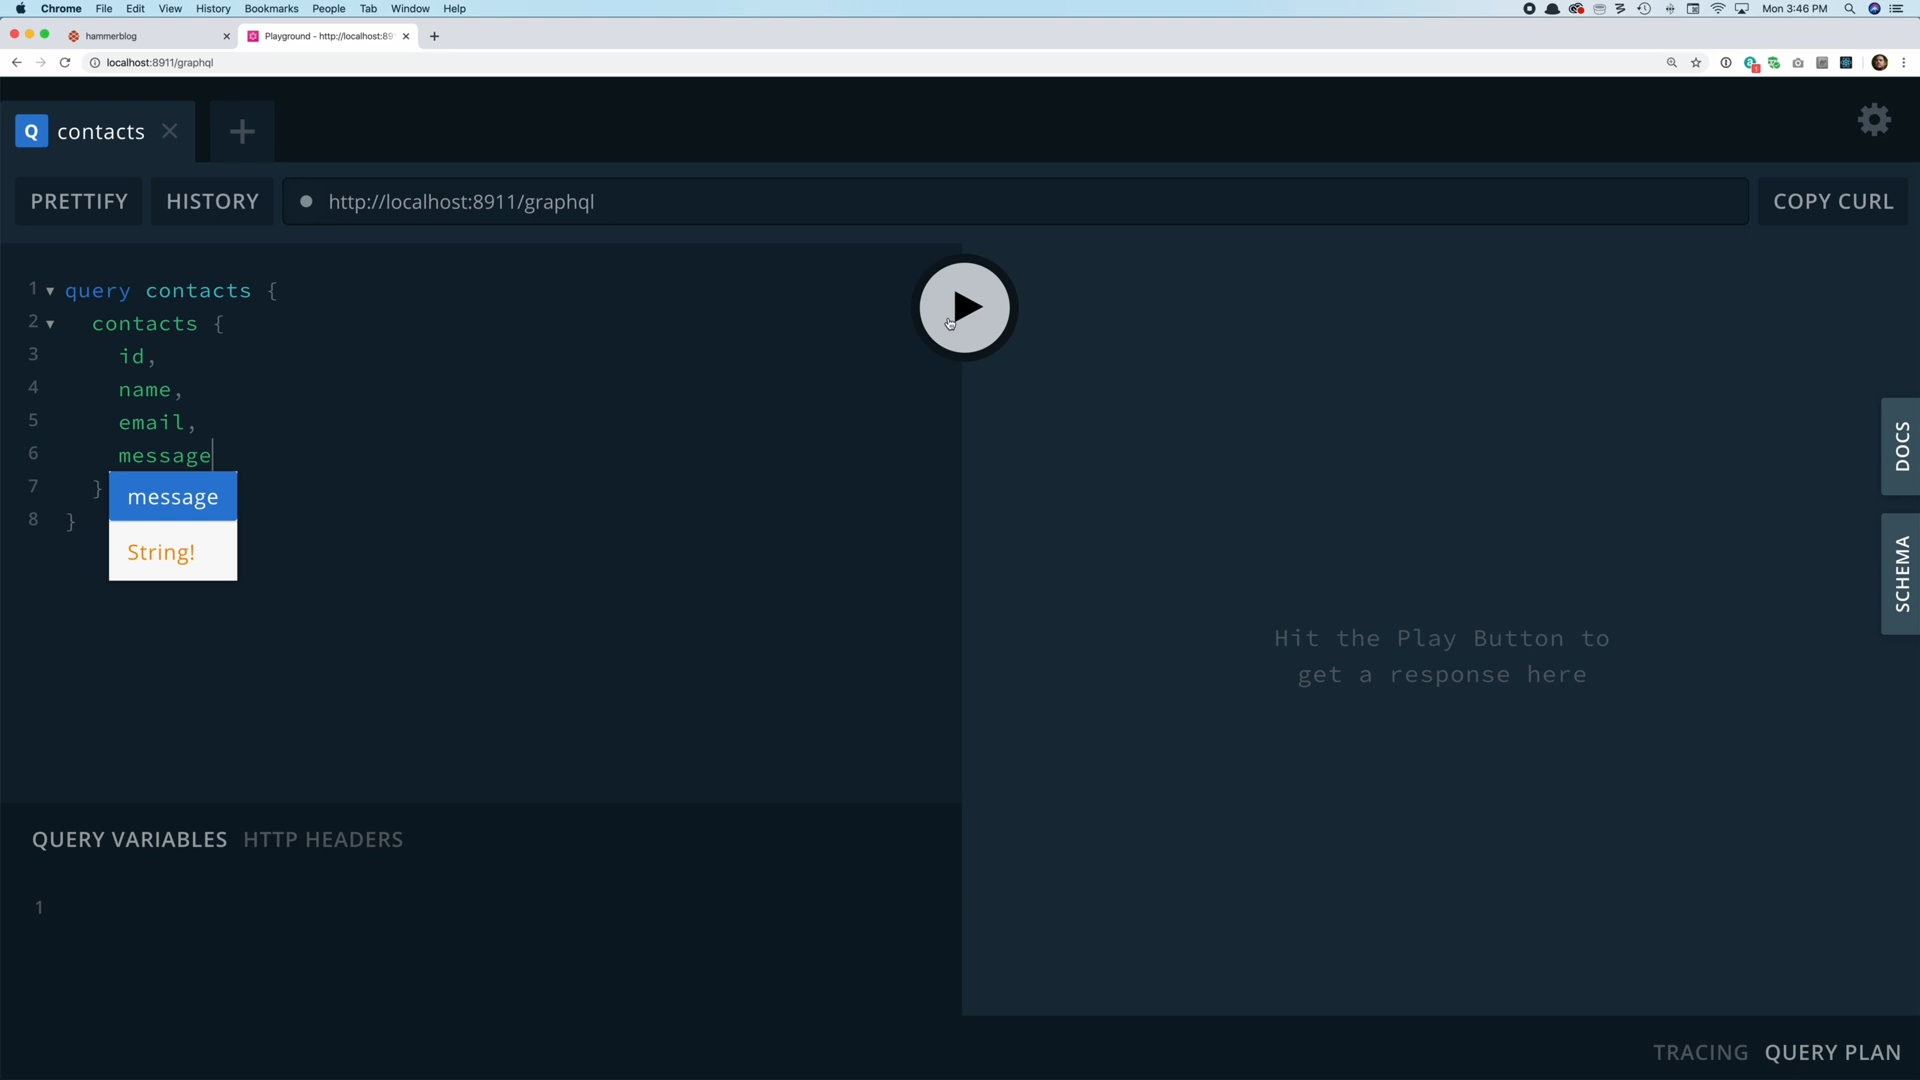 Chrome File Edit View History Bookmarks People Tab Window Help Mon 3:46 PM
hammerblog Playground - http://localhost:89
localhost:8911/graphql
Q contacts
PRETTIFY HISTORY http://localhost:8911/graphql COPY CURL
1 query contacts {
2 contacts {
3 id,
4 name,
5 email,
6 message
7 }
message
8 }
String!
Hit the Play Button to
get a response here
DOCS
SCHEMA
QUERY VARIABLES HTTP HEADERS
1
TRACING QUERY PLAN